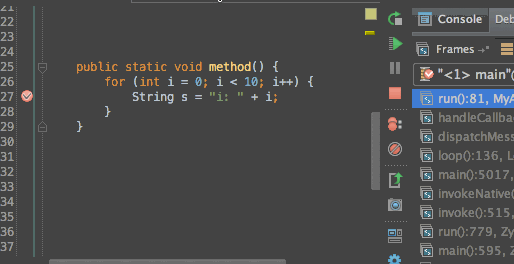 21
22
23
24
25 public static void method() {
26 for (int i = 0; i < 10; i++) {
27 String s = "i: " + i;
28 }
29 }
30
31
32
33
34
35
36
37
Console Deb
Frames
"<1> main"@
run():81, MyA
handleCallba
dispatchMess
loop():136, L
main():5017,
invokeNative(
invoke():515,
run():779, Zy
main():595, Z